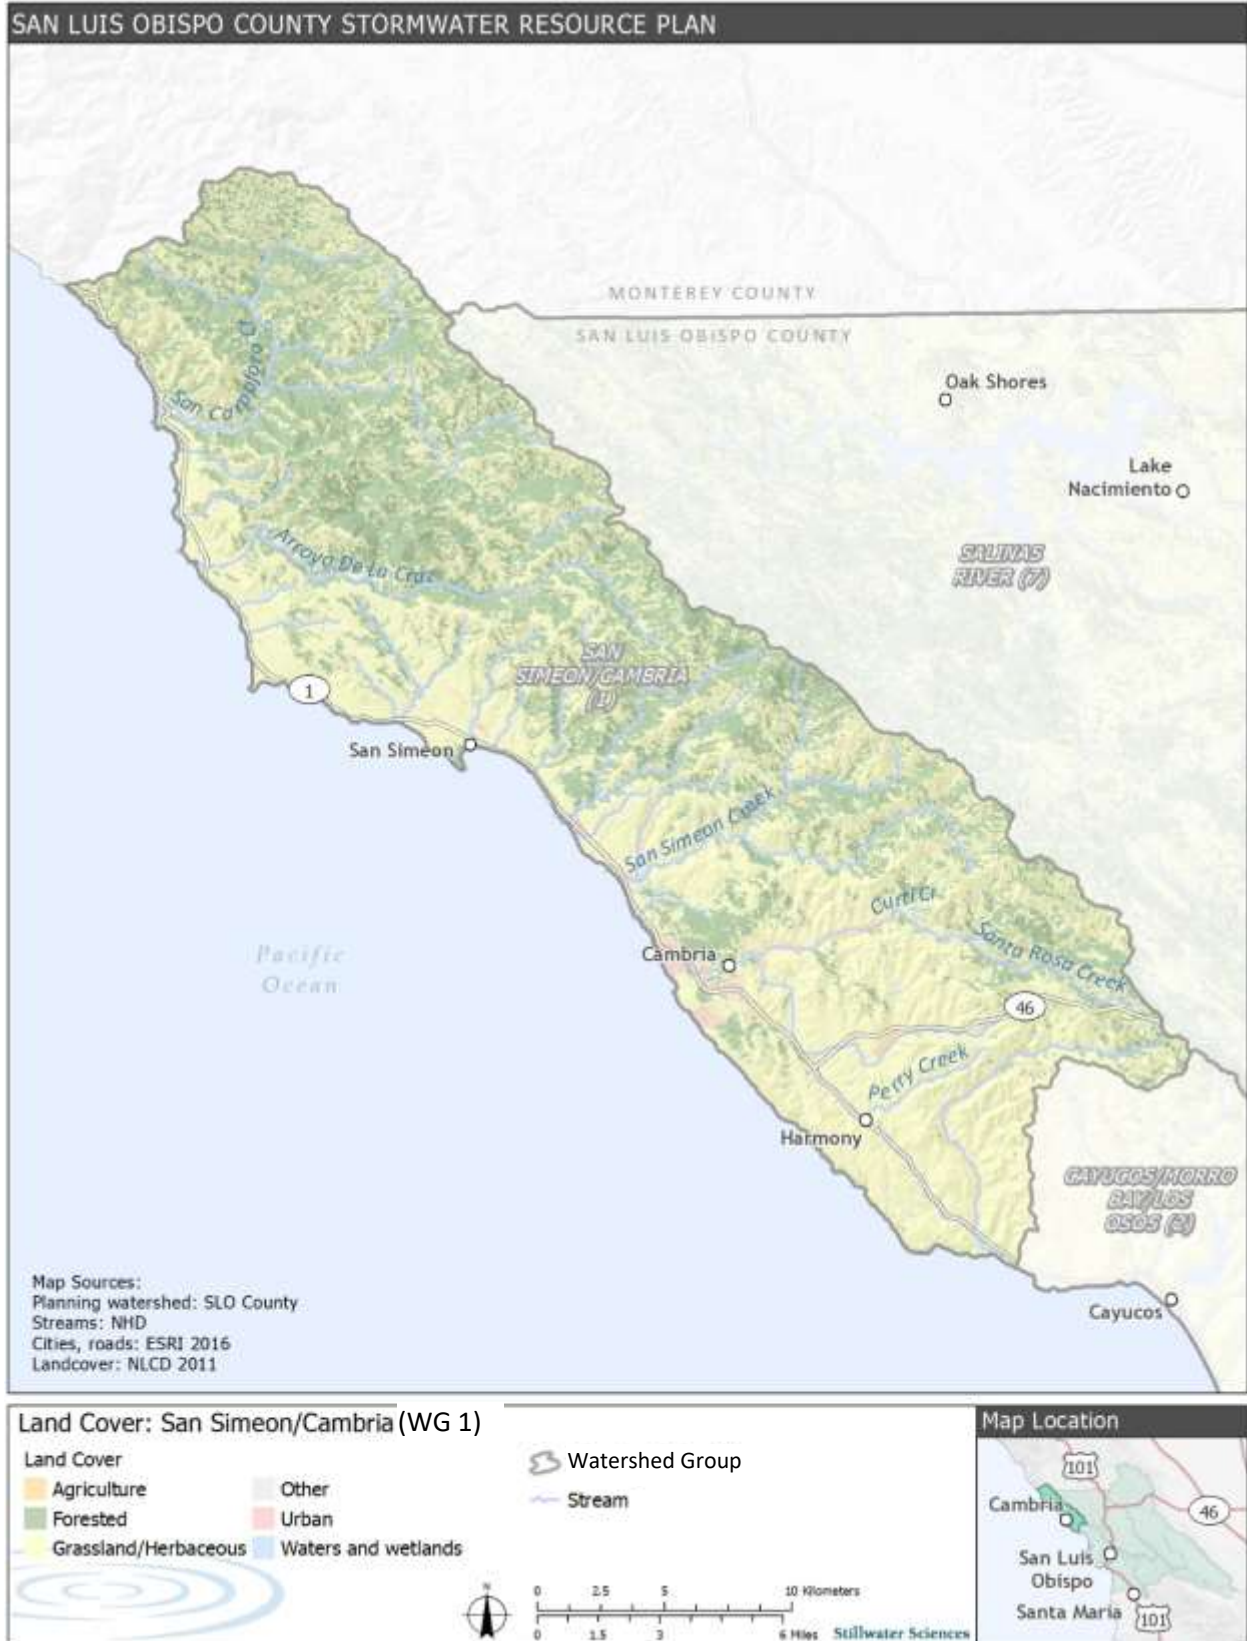 SAN LUIS OBISPO COUNTY STORMWATER RESOURCE PLAN
MONTEREY COUNTY
SAN LUIS OBISPO COUNTY
Oak Shores
Lake
Nacimiento
San Carpoforo Cr
SALINAS
RIVER (7)
Arroyo De La Cruz
SAN
SIMEON/CAMBRIA
(1)
1
San Simeon
San Simeon Creek
Curti Cr
Santa Rosa Creek
Cambria
Pacific
Ocean
46
Perry Creek
Harmony
CAYUCOS/MORRO
BAY/LOS
OSOS (2)
Cayucos
Map Sources:
Planning watershed: SLO County
Streams: NHD
Cities, roads: ESRI 2016
Landcover: NLCD 2011
Land Cover: San Simeon/Cambria (WG 1)
Land Cover
Agriculture
Forested
Grassland/Herbaceous
Other
Urban
Waters and wetlands
Watershed Group
Stream
N
0 2.5 5 10 Kilometers
0 1.5 3 6 Miles
Stillwater Sciences
Map Location
101
Cambria
46
San Luis
Obispo
Santa Maria
101